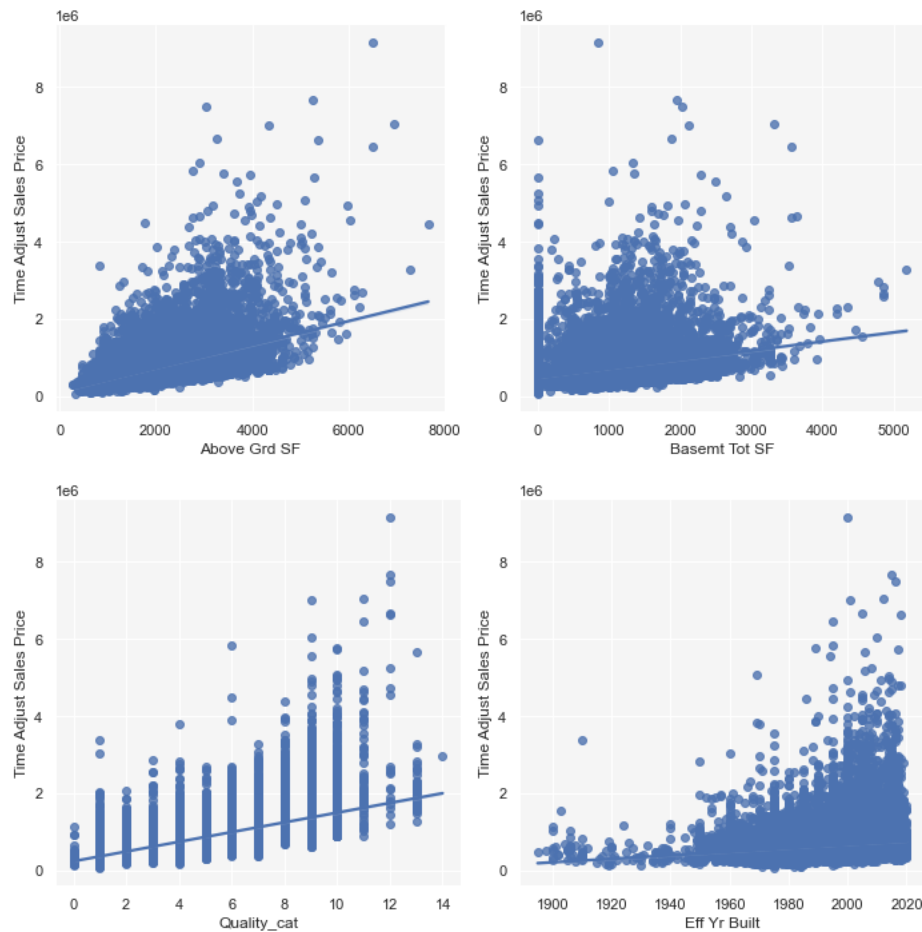 1e6
8
6
4
2
0
Time Adjust Sales Price
0 2000 4000 6000 8000
Above Grd SF
1e6
8
6
4
2
0
Time Adjust Sales Price
0 1000 2000 3000 4000 5000
Basemt Tot SF
1e6
8
6
4
2
0
Time Adjust Sales Price
0 2 4 6 8 10 12 14
Quality_cat
1e6
8
6
4
2
0
Time Adjust Sales Price
1900 1920 1940 1960 1980 2000 2020
Eff Yr Built